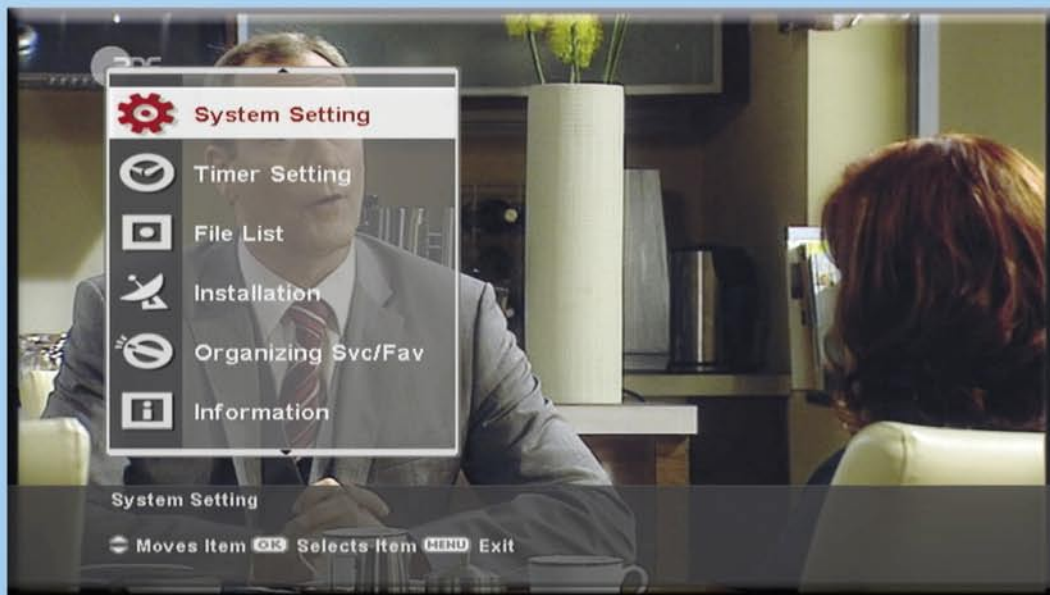 System Setting
Timer Setting
File List
Installation
Organizing Svc/Fav
Information
System Setting
Moves Item OK Selects Item MENU Exit